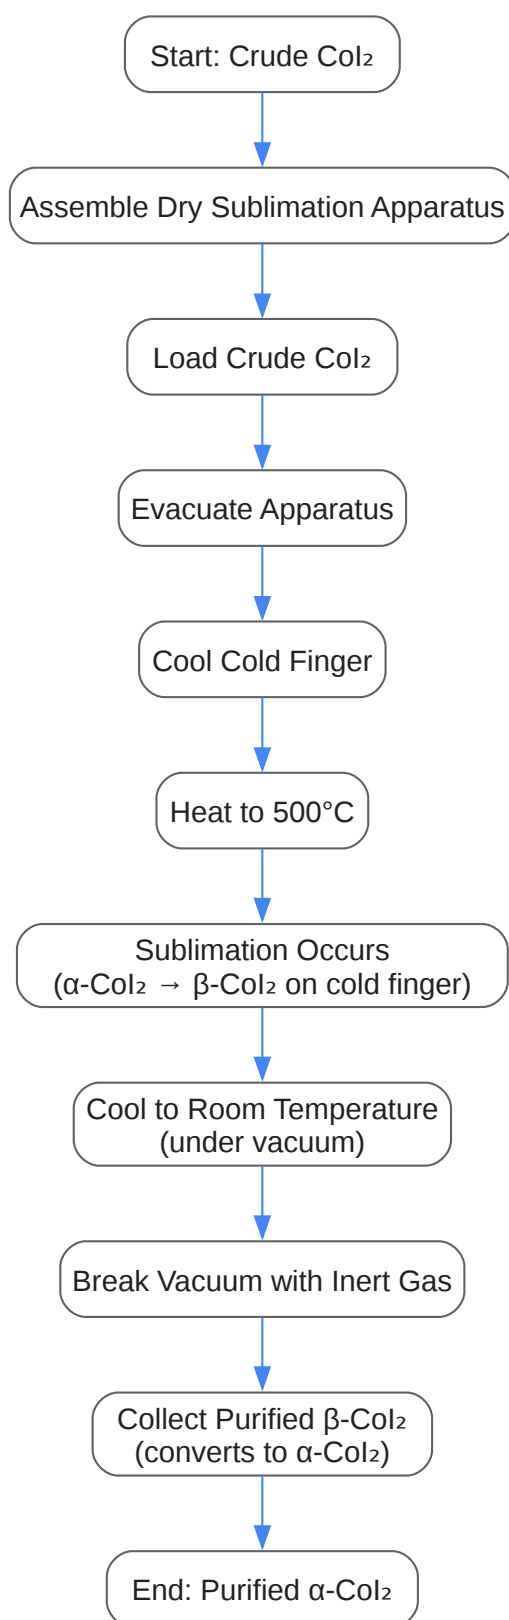 Start: Crude CoI₂
Assemble Dry Sublimation Apparatus
Load Crude CoI₂
Evacuate Apparatus
Cool Cold Finger
Heat to 500°C
Sublimation Occurs
(α-CoI₂ → β-CoI₂ on cold finger)
Cool to Room Temperature
(under vacuum)
Break Vacuum with Inert Gas
Collect Purified β-CoI₂
(converts to α-CoI₂)
End: Purified α-CoI₂